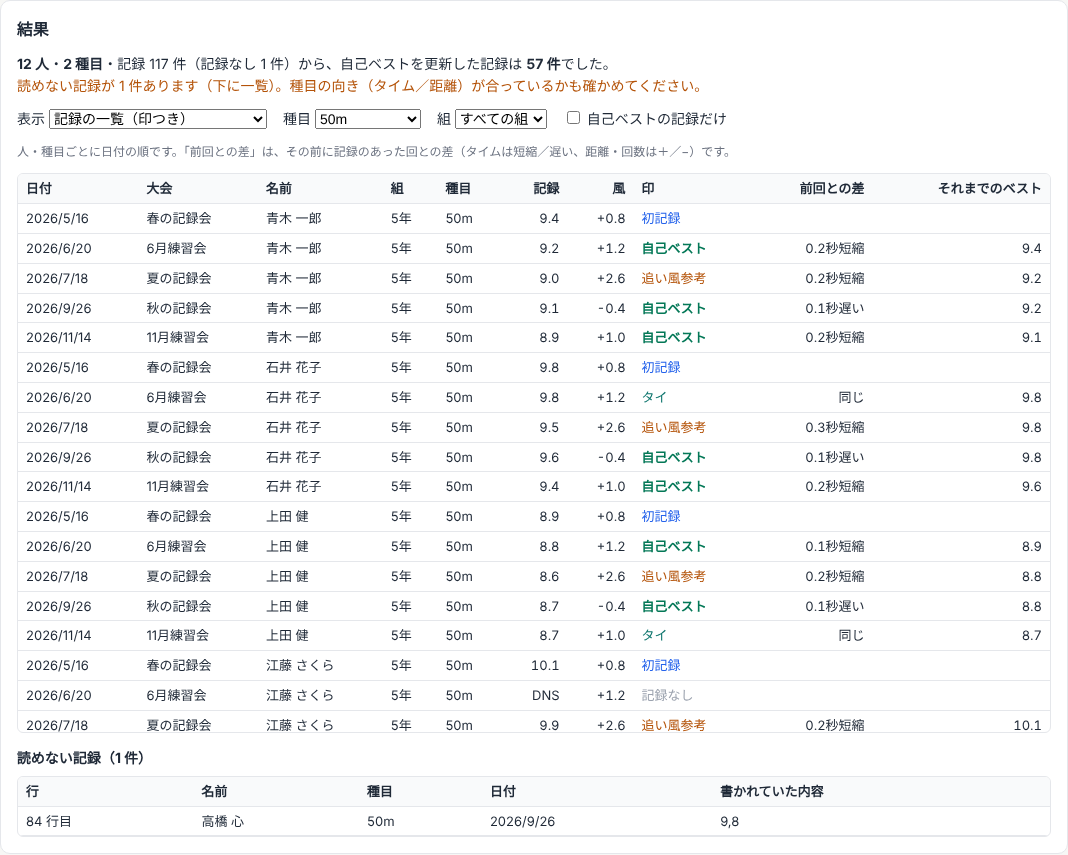 結果
12 人・2 種目・記録 117 件（記録なし 1 件）から、自己ベストを更新した記録は 57 件でした。
読めない記録が 1 件あります（下に一覧）。種目の向き（タイム／距離）が合っているかも確かめてください。
表示 記録の一覧（印つき） 種目 50m 組 すべての組 自己ベストの記録だけ
人・種目ごとに日付の順です。「前回との差」は、その前に記録のあった回との差（タイムは短縮／遅い、距離・回数は＋／−）です。
日付 大会 名前 組 種目 記録 風 印 前回との差 それまでのベスト
2026/5/16 春の記録会 青木 一郎 5年 50m 9.4 +0.8 初記録
2026/6/20 6月練習会 青木 一郎 5年 50m 9.2 +1.2 自己ベスト 0.2秒短縮 9.4
2026/7/18 夏の記録会 青木 一郎 5年 50m 9.0 +2.6 追い風参考 0.2秒短縮 9.2
2026/9/26 秋の記録会 青木 一郎 5年 50m 9.1 -0.4 自己ベスト 0.1秒遅い 9.2
2026/11/14 11月練習会 青木 一郎 5年 50m 8.9 +1.0 自己ベスト 0.2秒短縮 9.1
2026/5/16 春の記録会 石井 花子 5年 50m 9.8 +0.8 初記録
2026/6/20 6月練習会 石井 花子 5年 50m 9.8 +1.2 タイ 同じ 9.8
2026/7/18 夏の記録会 石井 花子 5年 50m 9.5 +2.6 追い風参考 0.3秒短縮 9.8
2026/9/26 秋の記録会 石井 花子 5年 50m 9.6 -0.4 自己ベスト 0.1秒遅い 9.8
2026/11/14 11月練習会 石井 花子 5年 50m 9.4 +1.0 自己ベスト 0.2秒短縮 9.6
2026/5/16 春の記録会 上田 健 5年 50m 8.9 +0.8 初記録
2026/6/20 6月練習会 上田 健 5年 50m 8.8 +1.2 自己ベスト 0.1秒短縮 8.9
2026/7/18 夏の記録会 上田 健 5年 50m 8.6 +2.6 追い風参考 0.2秒短縮 8.8
2026/9/26 秋の記録会 上田 健 5年 50m 8.7 -0.4 自己ベスト 0.1秒遅い 8.8
2026/11/14 11月練習会 上田 健 5年 50m 8.7 +1.0 タイ 同じ 8.7
2026/5/16 春の記録会 江藤 さくら 5年 50m 10.1 +0.8 初記録
2026/6/20 6月練習会 江藤 さくら 5年 50m DNS +1.2 記録なし
2026/7/18 夏の記録会 江藤 さくら 5年 50m 9.9 +2.6 追い風参考 0.2秒短縮 10.1
読めない記録（1 件）
行 名前 種目 日付 書かれていた内容
84 行目 高橋 心 50m 2026/9/26 9,8